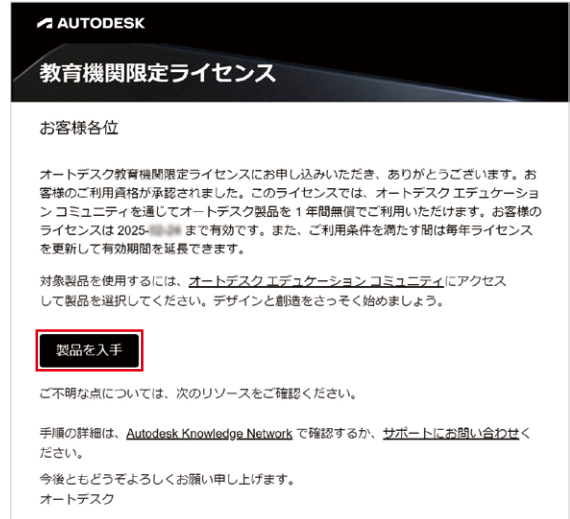 AUTODESK
教育機関限定ライセンス
お客様各位
オートデスク教育機関限定ライセンスにお申し込みいただき、ありがとうございます。お
客様のご利用資格が承認されました。このライセンスでは、オートデスク エデュケーショ
ン コミュニティを通じてオートデスク製品を 1 年間無償でご利用いただけます。お客様の
ライセンスは 2025- まで有効です。また、ご利用条件を満たす間は毎年ライセンス
を更新して有効期間を延長できます。
対象製品を使用するには、オートデスク エデュケーション コミュニティにアクセス
して製品を選択してください。デザインと創造をさっそく始めましょう。
製品を入手
ご不明な点については、次のリソースをご確認ください。
手順の詳細は、Autodesk Knowledge Network で確認するか、サポートにお問い合わせく
ださい。
今後ともどうぞよろしくお願い申し上げます。
オートデスク